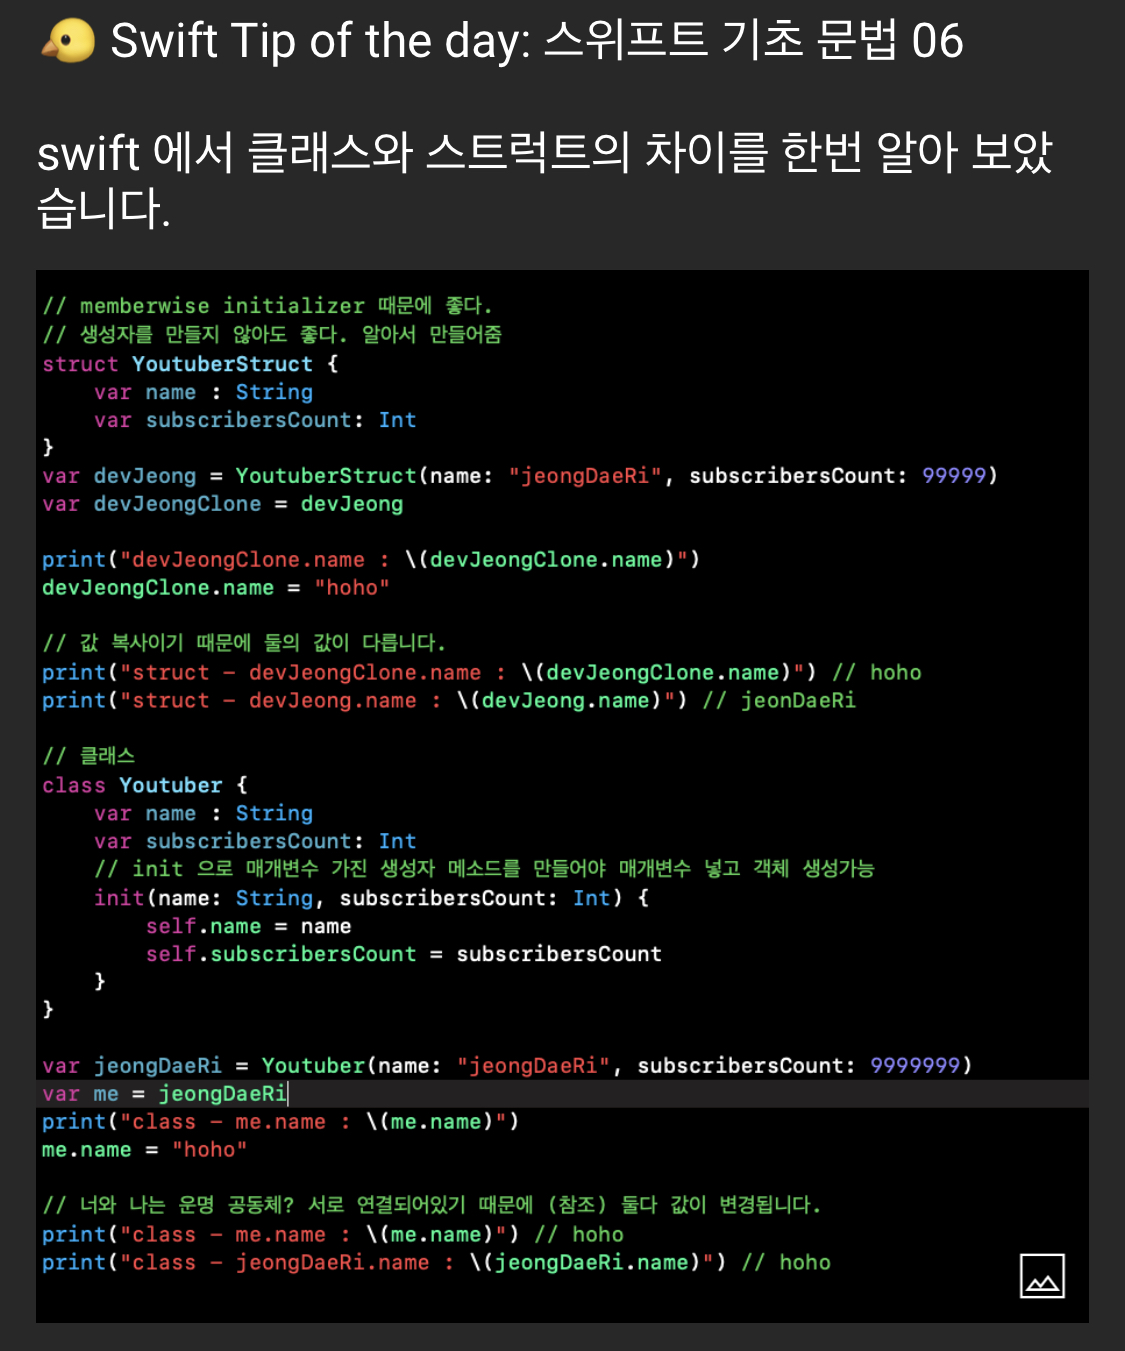 🐤 Swift Tip of the day: 스위프트 기초 문법 06
swift 에서 클래스와 스트럭트의 차이를 한번 알아 보았
습니다.
// memberwise initializer 때문에 좋다.
// 생성자를 만들지 않아도 좋다. 알아서 만들어줌
struct YoutuberStruct {
    var name : String
    var subscribersCount: Int
}
var devJeong = YoutuberStruct(name: "jeongDaeRi", subscribersCount: 99999)
var devJeongClone = devJeong
print("devJeongClone.name : \(devJeongClone.name)")
devJeongClone.name = "hoho"
// 값 복사이기 때문에 둘의 값이 다릅니다.
print("struct - devJeongClone.name : \(devJeongClone.name)") // hoho
print("struct - devJeong.name : \(devJeong.name)") // jeonDaeRi
// 클래스
class Youtuber {
    var name : String
    var subscribersCount: Int
    // init 으로 매개변수 가진 생성자 메소드를 만들어야 매개변수 넣고 객체 생성가능
    init(name: String, subscribersCount: Int) {
        self.name = name
        self.subscribersCount = subscribersCount
    }
}
var jeongDaeRi = Youtuber(name: "jeongDaeRi", subscribersCount: 9999999)
var me = jeongDaeRi
print("class - me.name : \(me.name)")
me.name = "hoho"
// 너와 나는 운명 공동체? 서로 연결되어있기 때문에 (참조) 둘다 값이 변경됩니다.
print("class - me.name : \(me.name)") // hoho
print("class - jeongDaeRi.name : \(jeongDaeRi.name)") // hoho